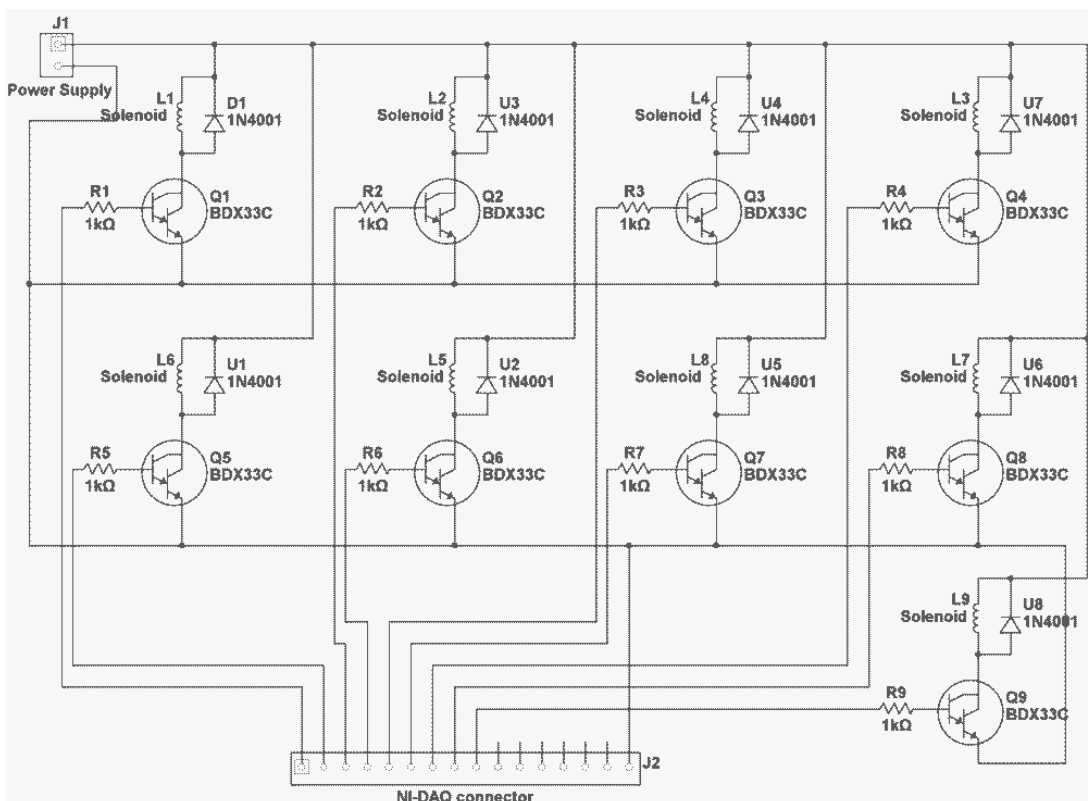 J1
Power Supply
L1
Solenoid
D1
1N4001
L2
Solenoid
U3
1N4001
L4
Solenoid
U4
1N4001
L3
Solenoid
U7
1N4001
R1
1kΩ
Q1
BDX33C
R2
1kΩ
Q2
BDX33C
R3
1kΩ
Q3
BDX33C
R4
1kΩ
Q4
BDX33C
L6
Solenoid
U1
1N4001
L5
Solenoid
U2
1N4001
L8
Solenoid
U5
1N4001
L7
Solenoid
U6
1N4001
R5
1kΩ
Q5
BDX33C
R6
1kΩ
Q6
BDX33C
R7
1kΩ
Q7
BDX33C
R8
1kΩ
Q8
BDX33C
L9
Solenoid
U8
1N4001
R9
1kΩ
Q9
BDX33C
J2
NI-DAQ connector